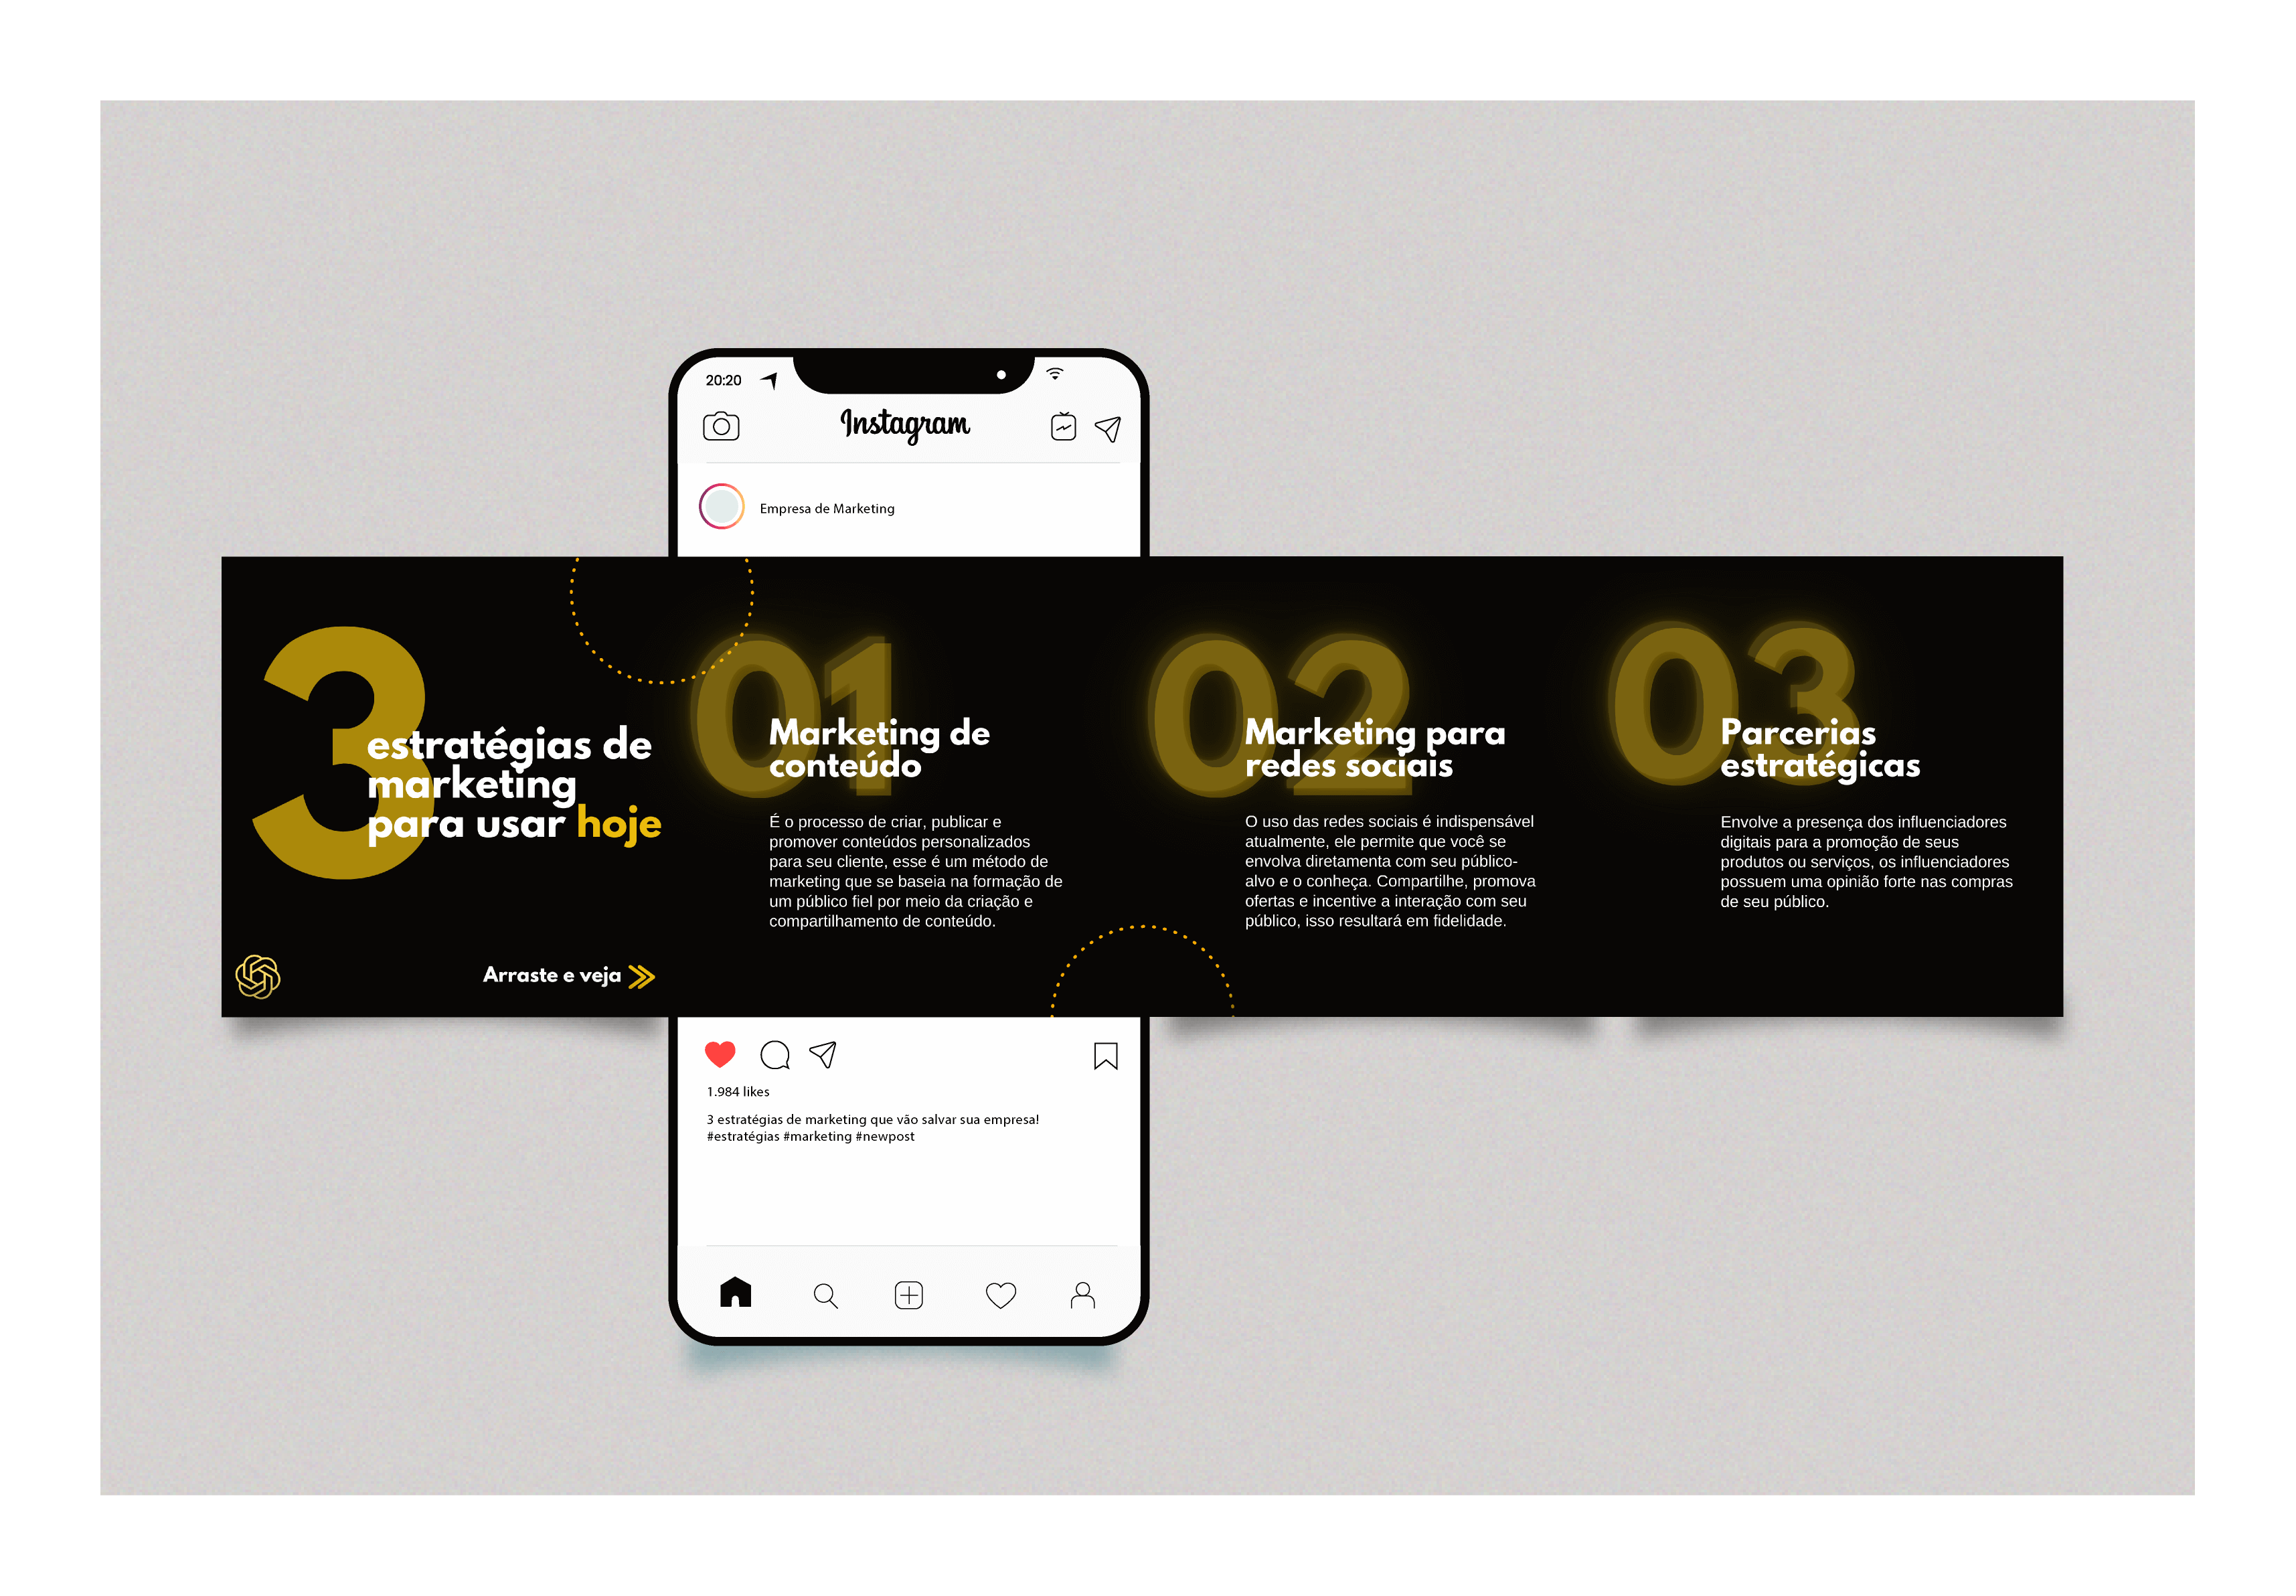 20:20
Instagram
Empresa de Marketing
3
estratégias de
marketing
para usar hoje
Arraste e veja
01
Marketing de
conteúdo
É o processo de criar, publicar e
promover conteúdos personalizados
para seu cliente, esse é um método de
marketing que se baseia na formação de
um público fiel por meio da criação e
compartilhamento de conteúdo.
02
Marketing para
redes sociais
O uso das redes sociais é indispensável
atualmente, ele permite que você se
envolva diretamenta com seu público-
alvo e o conheça. Compartilhe, promova
ofertas e incentive a interação com seu
público, isso resultará em fidelidade.
03
Parcerias
estratégicas
Envolve a presença dos influenciadores
digitais para a promoção de seus
produtos ou serviços, os influenciadores
possuem uma opinião forte nas compras
de seu público.
1.984 likes
3 estratégias de marketing que vão salvar sua empresa!
#estratégias #marketing #newpost